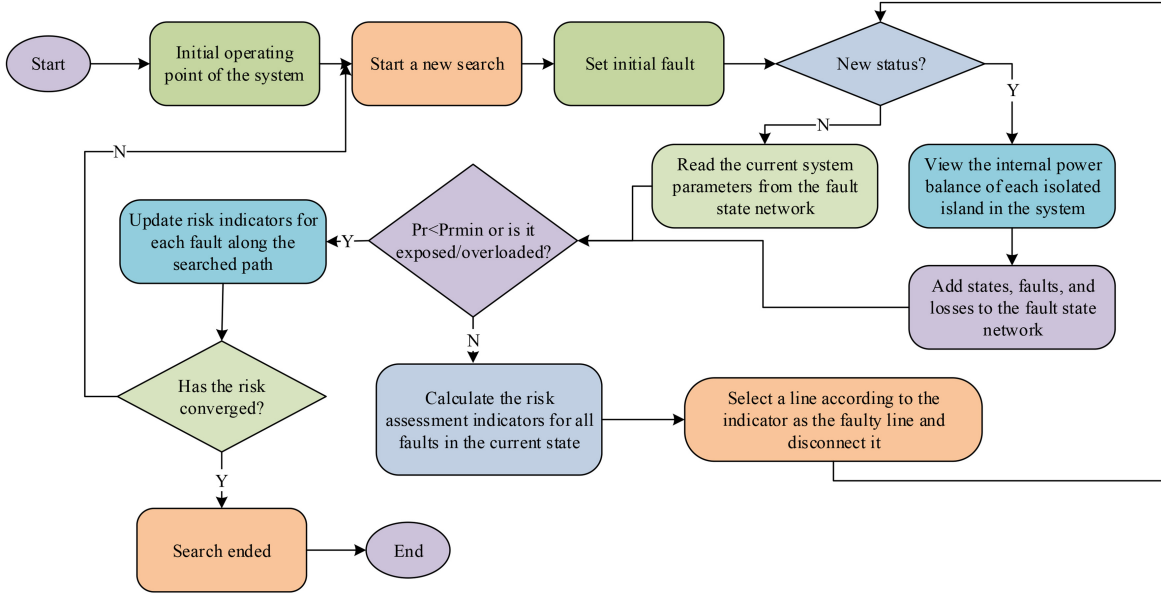 Start
Initial operating
point of the system
Start a new search
Set initial fault
New status?
Y
N
Read the current system
parameters from the fault
state network
View the internal power
balance of each isolated
island in the system
N
Update risk indicators for
each fault along the
searched path
Y
Pr<Prmin or is it
exposed/overloaded?
Add states, faults, and
losses to the fault state
network
N
Has the risk
converged?
Calculate the risk
assessment indicators for all
faults in the current state
Select a line according to the
indicator as the faulty line and
disconnect it
Y
Search ended
End